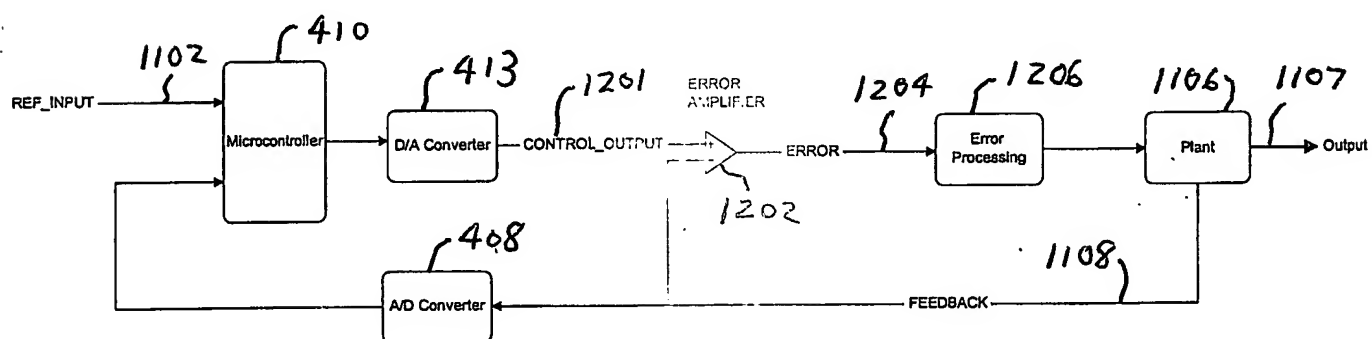 410
1102
413
1201
ERROR
AMPLIFIER
1204
1206
1106
1107
REF_INPUT
Microcontroller
D/A Converter
CONTROL_OUTPUT
+
-
ERROR
Error
Processing
Plant
Output
1202
408
1108
A/D Converter
FEEDBACK